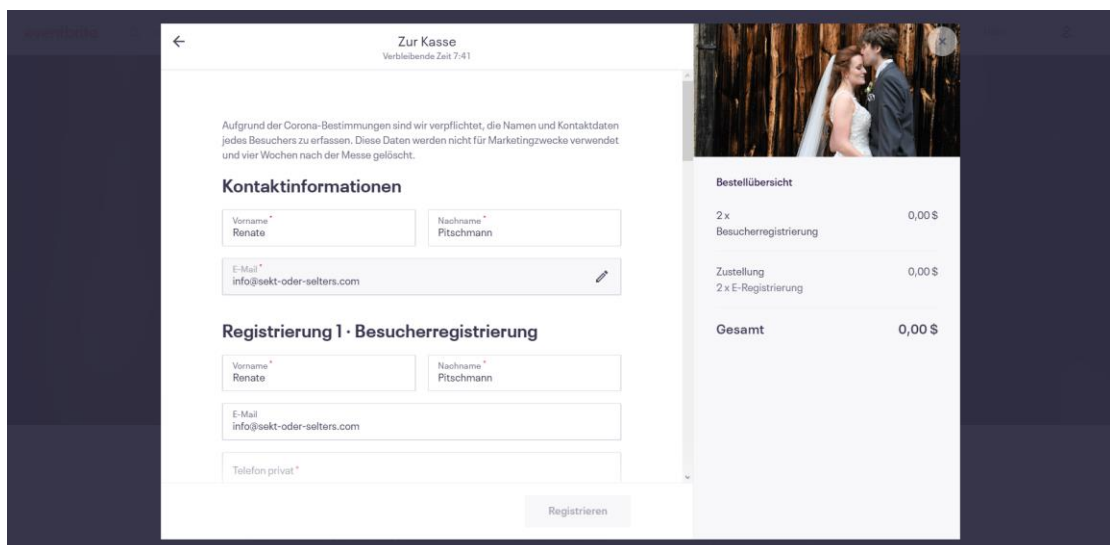 eventbrite
Zur Kasse
Verbleibende Zeit 7:41
Aufgrund der Corona-Bestimmungen sind wir verpflichtet, die Namen und Kontaktdaten
jedes Besuchers zu erfassen. Diese Daten werden nicht für Marketingzwecke verwendet
und vier Wochen nach der Messe gelöscht.
Kontaktinformationen
Vorname*
Renate
Nachname*
Pitschmann
E-Mail*
info@sekt-oder-selters.com
Registrierung 1 · Besucherregistrierung
Vorname*
Renate
Nachname*
Pitschmann
E-Mail
info@sekt-oder-selters.com
Telefon privat*
Registrieren
Bestellübersicht
2 x 0,00 $
Besucherregistrierung
Zustellung 0,00 $
2 x E-Registrierung
Gesamt 0,00 $